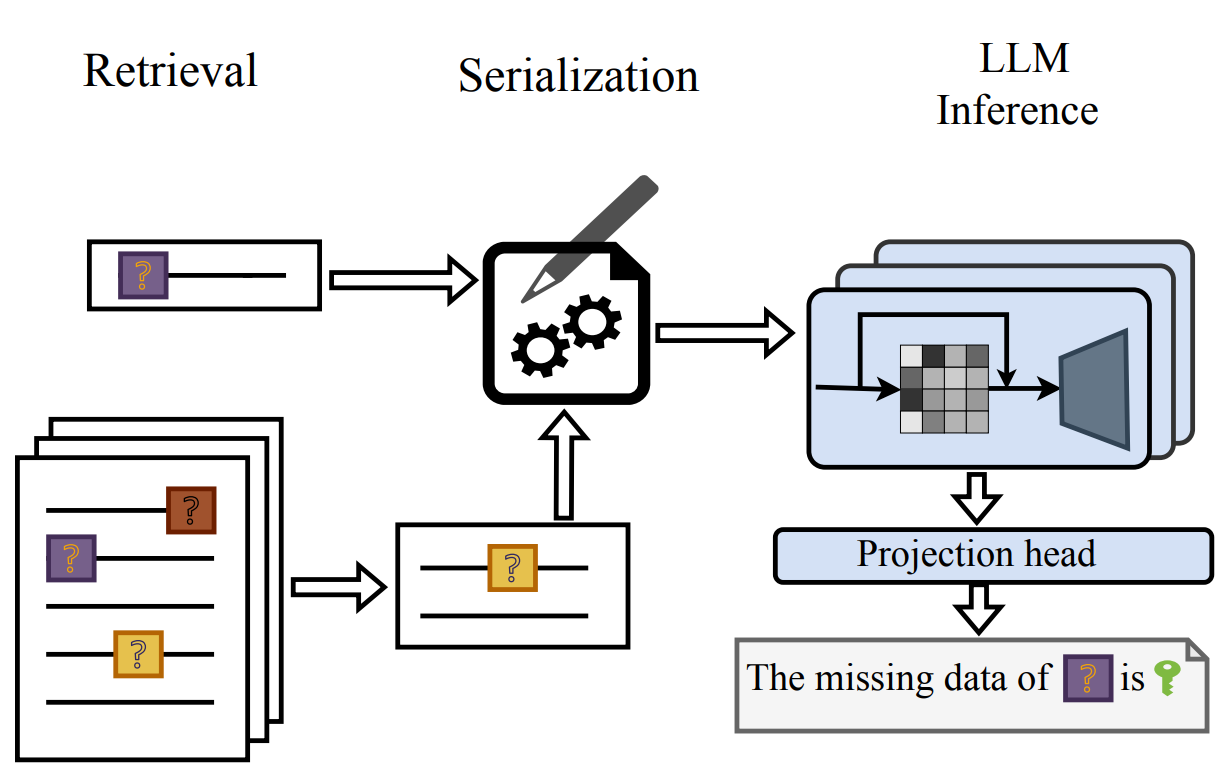 Retrieval
Serialization
LLM
Inference
?
?
?
?
?
Projection head
The missing data of ? is